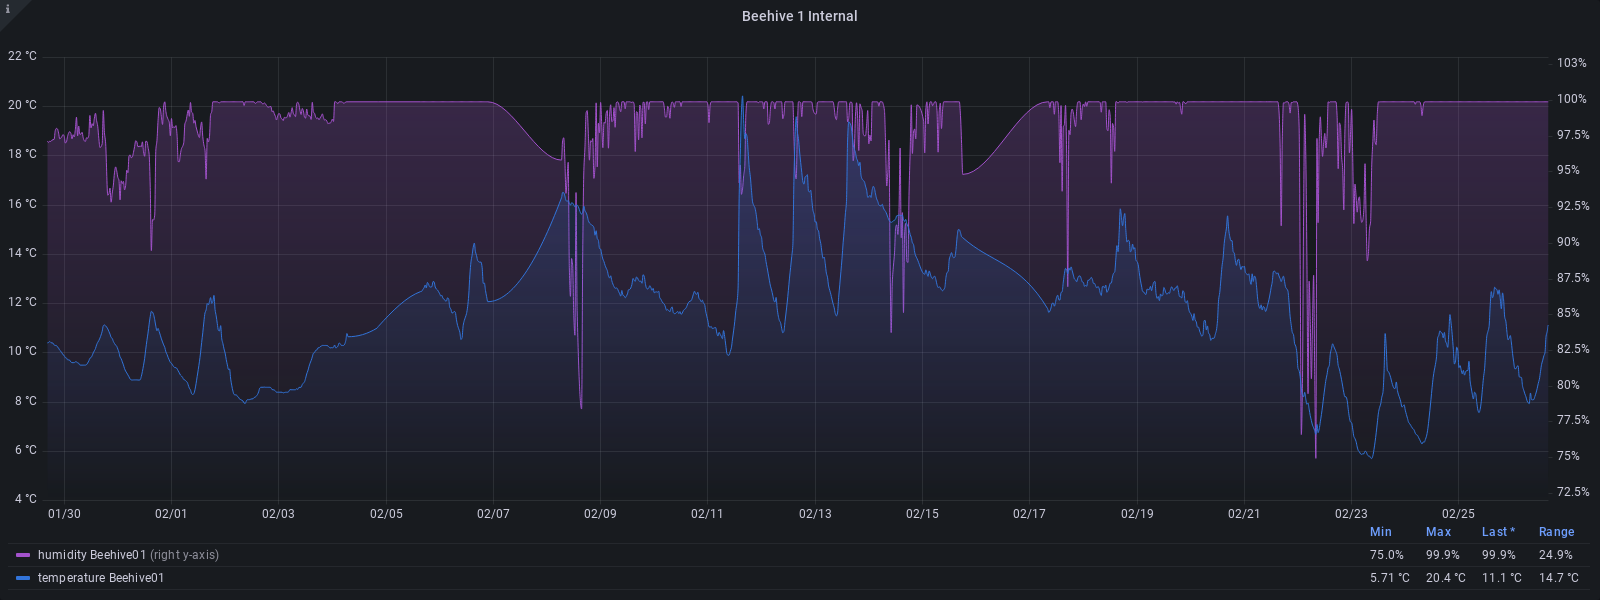 i
Beehive 1 Internal
22 °C
20 °C
18 °C
16 °C
14 °C
12 °C
10 °C
8 °C
6 °C
4 °C
103%
100%
97.5%
95%
92.5%
90%
87.5%
85%
82.5%
80%
77.5%
75%
72.5%
01/30 02/01 02/03 02/05 02/07 02/09 02/11 02/13 02/15 02/17 02/19 02/21 02/23 02/25
Min Max Last * Range
humidity Beehive01 (right y-axis) 75.0% 99.9% 99.9% 24.9%
temperature Beehive01 5.71 °C 20.4 °C 11.1 °C 14.7 °C